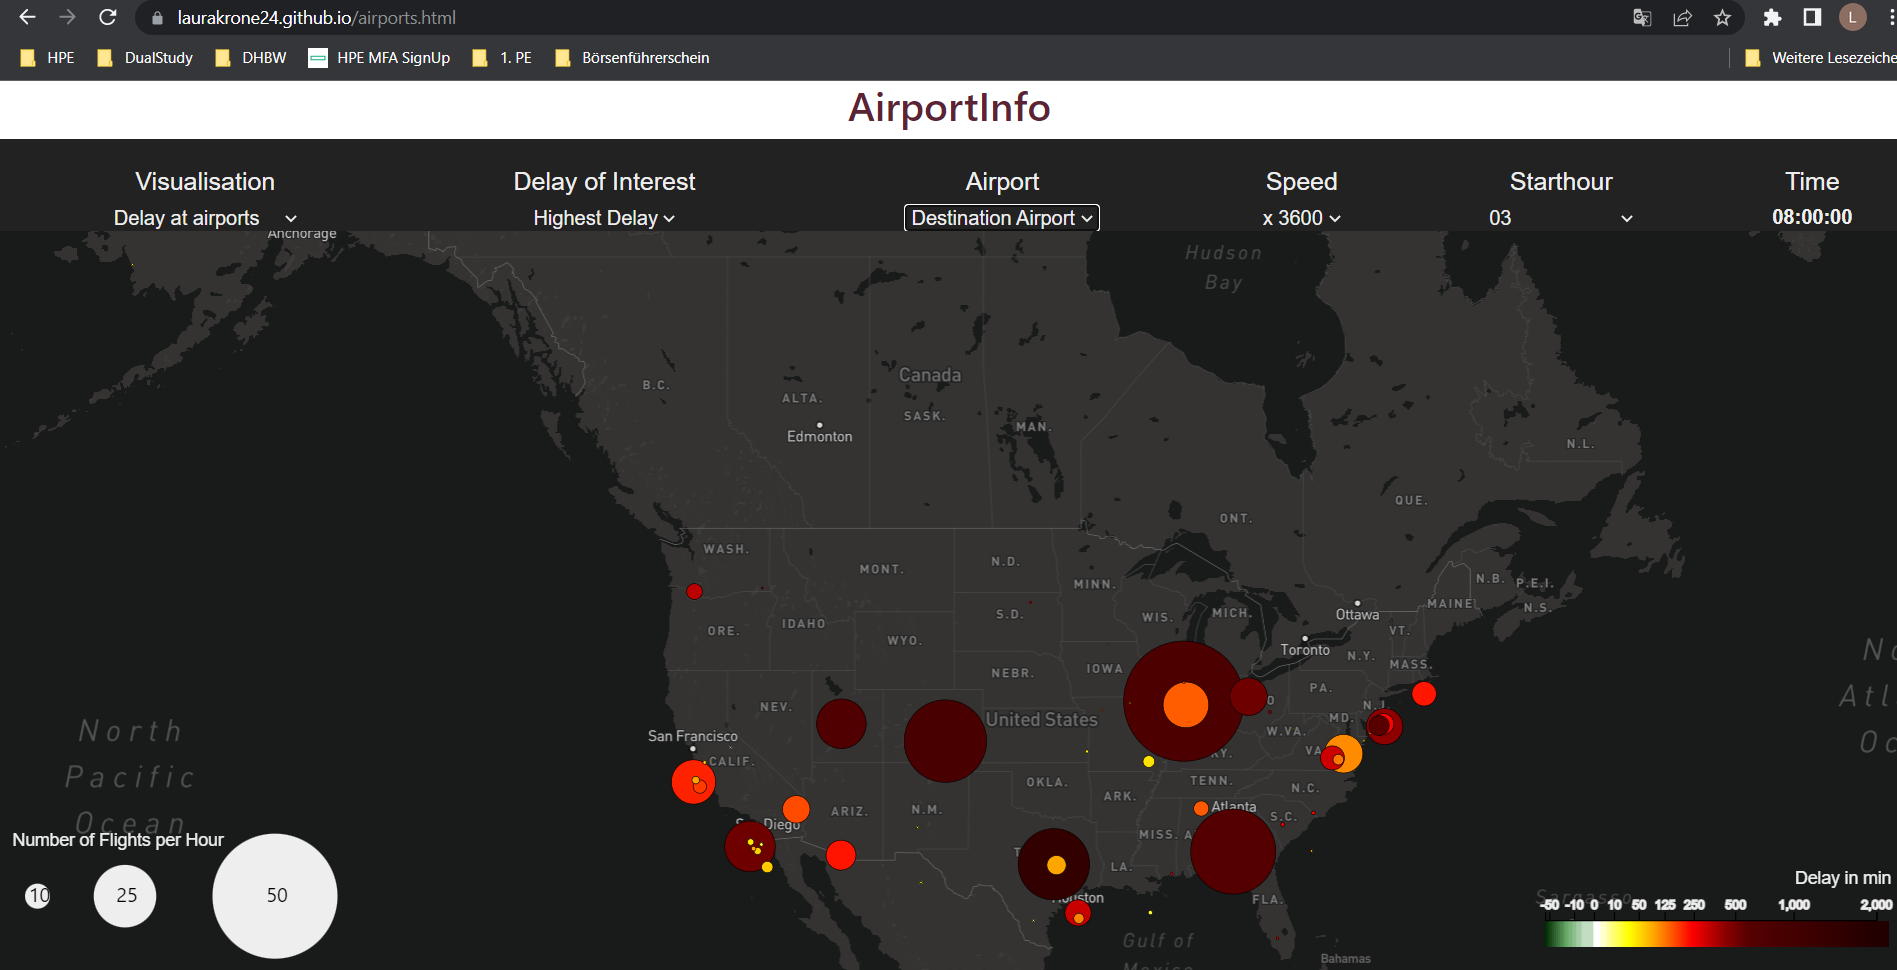 laurakrone24.github.io/airports.html
L
HPE
DualStudy
DHBW
HPE MFA SignUp
1. PE
Börsenführerschein
Weitere Lesezeiche
AirportInfo
Visualisation
Delay of Interest
Airport
Speed
Starthour
Time
Delay at airports
Highest Delay
Destination Airport
x 3600
03
08:00:00
Anchorage
Hudson
Bay
Canada
B.C.
ALTA.
SASK.
MAN.
Edmonton
N.L.
QUE.
ONT.
WASH.
MONT.
N.D.
MINN.
N.B.
P.E.I.
MAINE
N.S.
Ottawa
ORE.
IDAHO
S.D.
WIS.
MICH.
VT.
WYO.
Toronto
N.Y.
MASS.
NEBR.
IOWA
PA.
NEV.
N.J.
United States
MD.
O
W.VA.
San Francisco
CALIF.
KY.
VA
North
Pacific
Ocean
OKLA.
TENN.
N.C.
ARIZ.
N.M.
ARK.
Atlanta
S.C.
Diego
MISS.
A
LA.
FLA.
Houston
Gulf of
Mexico
Bahamas
Sargasso
Number of Flights per Hour
10
25
50
Delay in min
-50 -10 0 10 50 125 250 500 1,000 2,000